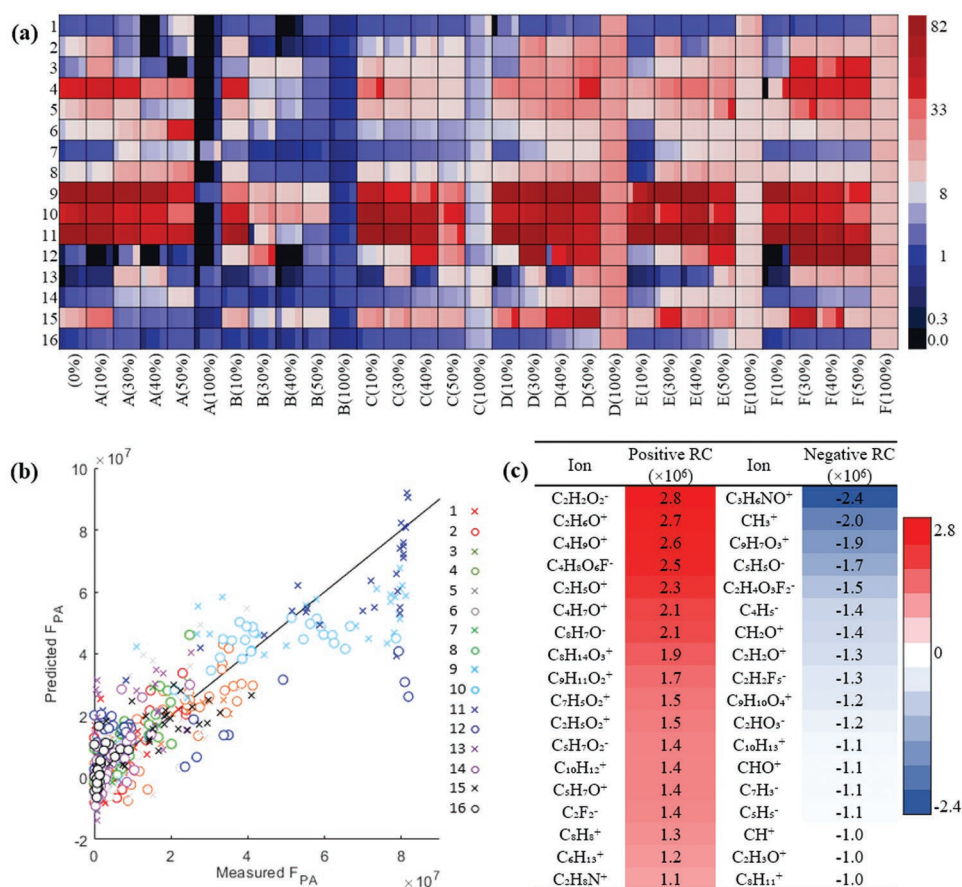 (a)
1
2
3
4
5
6
7
8
9
10
11
12
13
14
15
16
82
33
8
1
0.3
0.0
(0%)
A(10%)
A(30%)
A(40%)
A(50%)
A(100%)
B(10%)
B(30%)
B(40%)
B(50%)
B(100%)
C(10%)
C(30%)
C(40%)
C(50%)
C(100%)
D(10%)
D(30%)
D(40%)
D(50%)
D(100%)
E(10%)
E(30%)
E(40%)
E(50%)
E(100%)
F(10%)
F(30%)
F(40%)
F(50%)
F(100%)
(b)
×10⁷
10
8
6
4
2
0
-2
Predicted F_PA
0 2 4 6 8
Measured F_PA ×10⁷
1
2
3
4
5
6
7
8
9
10
11
12
13
14
15
16
(c)
Ion Positive RC (×10⁶) Ion Negative RC (×10⁶)
C₂H₂O₂⁻ 2.8 C₃H₆NO⁺ -2.4
C₂H₆O⁺ 2.7 CH₃⁺ -2.0
C₄H₉O⁺ 2.6 C₉H₇O₃⁺ -1.9
C₄H₅O₆F⁻ 2.5 C₅H₅O⁻ -1.7
C₂H₅O⁺ 2.3 C₂H₄O₃F₂⁻ -1.5
C₄H₇O⁺ 2.1 C₄H₅⁻ -1.4
C₈H₇O⁻ 2.1 CH₂O⁺ -1.4
C₈H₁₄O₃⁺ 1.9 C₂H₂O⁺ -1.3
C₉H₁₁O₂⁺ 1.7 C₂H₂F₅⁻ -1.3
C₇H₅O₂⁺ 1.5 C₉H₁₀O₄⁺ -1.2
C₂H₅O₂⁺ 1.5 C₂HO₃⁻ -1.2
C₅H₇O₂⁻ 1.4 C₁₀H₁₃⁺ -1.1
C₁₀H₁₂⁺ 1.4 CHO⁺ -1.1
C₅H₇O⁺ 1.4 C₇H₃⁻ -1.1
C₂F₂⁻ 1.4 C₅H₅⁻ -1.1
C₈H₈⁺ 1.3 CH⁺ -1.0
C₆H₁₃⁺ 1.2 C₂H₃O⁺ -1.0
C₂H₈N⁺ 1.1 C₈H₁₁⁺ -1.0
2.8
0
-2.4